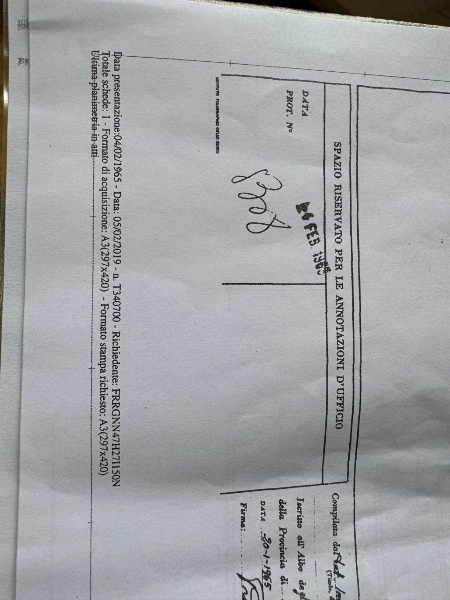 SPAZIO RISERVATO PER LE ANNOTAZIONI D'UFFICIO
DATA
FEB. 1965
PROT. N°
Compilata dal
Iscritto all'Albo de
della Provincia di
DATA 20-1-1965
Firma:
Data presentazione:04/02/1965 - Data: 05/02/2019 - n. T340700 - Richiedente: FRRGNN47H27I150N
Totale schede: 1 - Formato di acquisizione: A3(297x420) - Formato stampa richiesto: A3(297x420)
Ultima planimetria in atti